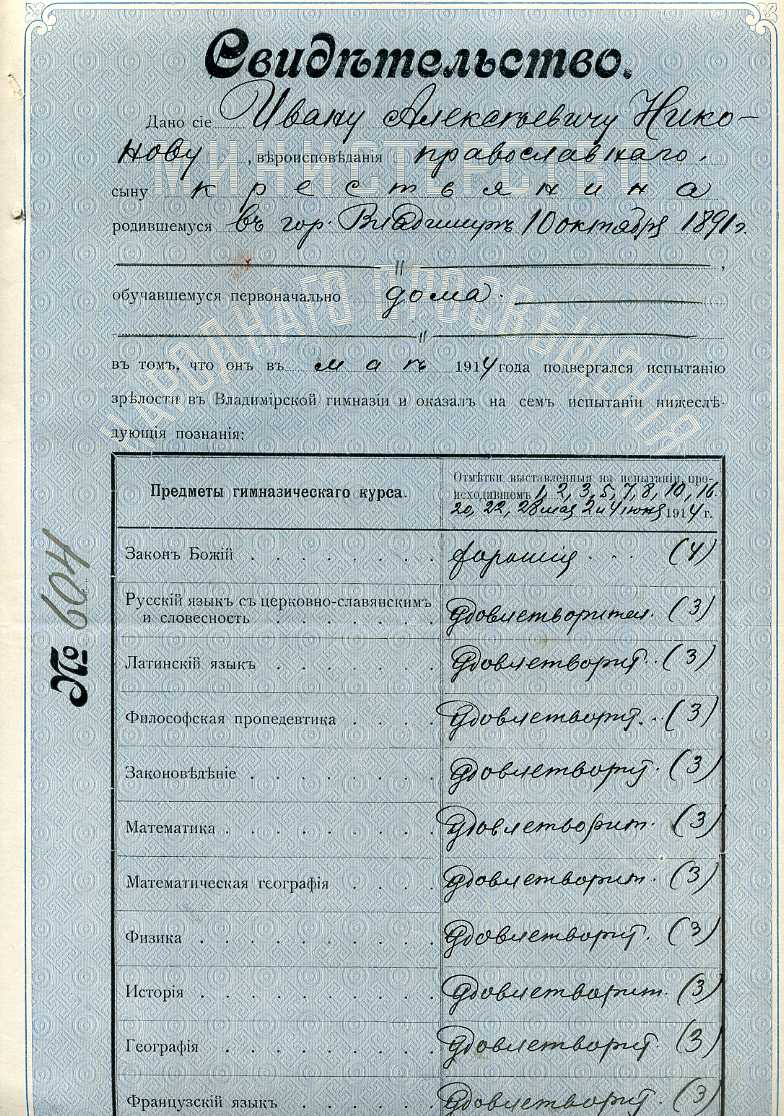 Свидѣтельство.
Дано сіе Ивану Алексѣевичу Нико-
нову, вѣроисповѣданія православнаго,
МИНИСТЕРСТВО
сыну крестьянина
родившемуся въ гор. Владимирѣ 10 октября 1891 г.
НАРОДНАГО ПРОСВѢЩЕНІЯ
обучавшемуся первоначально дома.
въ томъ, что онъ въ маѣ 1914 года подвергался испытанію
зрѣлости въ Владимірской гимназіи и оказалъ на семъ испытаніи нижеслѣ-
дующія познанія:
Предметы гимназическаго курса.
Отмѣтки, выставленныя на испытаніи, про-
исходившемъ 1, 2, 3, 5, 7, 8, 10, 16.
20, 22, 28 мая 2 и 4 іюня 1914 г.
№ 604
Законъ Божій . . . . . . . хорошія . . . (4)
Русскій языкъ съ церковно-славянскимъ
и словесность . . . . . . удовлетворител. (3)
Латинскій языкъ . . . . . . удовлетворит. . (3)
Философская пропедевтика . . . . удовлетворит. . (3)
Законовѣдѣніе . . . . . . . удовлетворит. (3)
Математика . . . . . . . . удовлетворит. (3)
Математическая географія . . . . удовлетворит. (3)
Физика . . . . . . . . . удовлетворит. (3)
Исторія . . . . . . . . . удовлетворит. (3)
Географія . . . . . . . . удовлетворит. (3)
Французскій языкъ . . . . . . удовлетворит. (3)